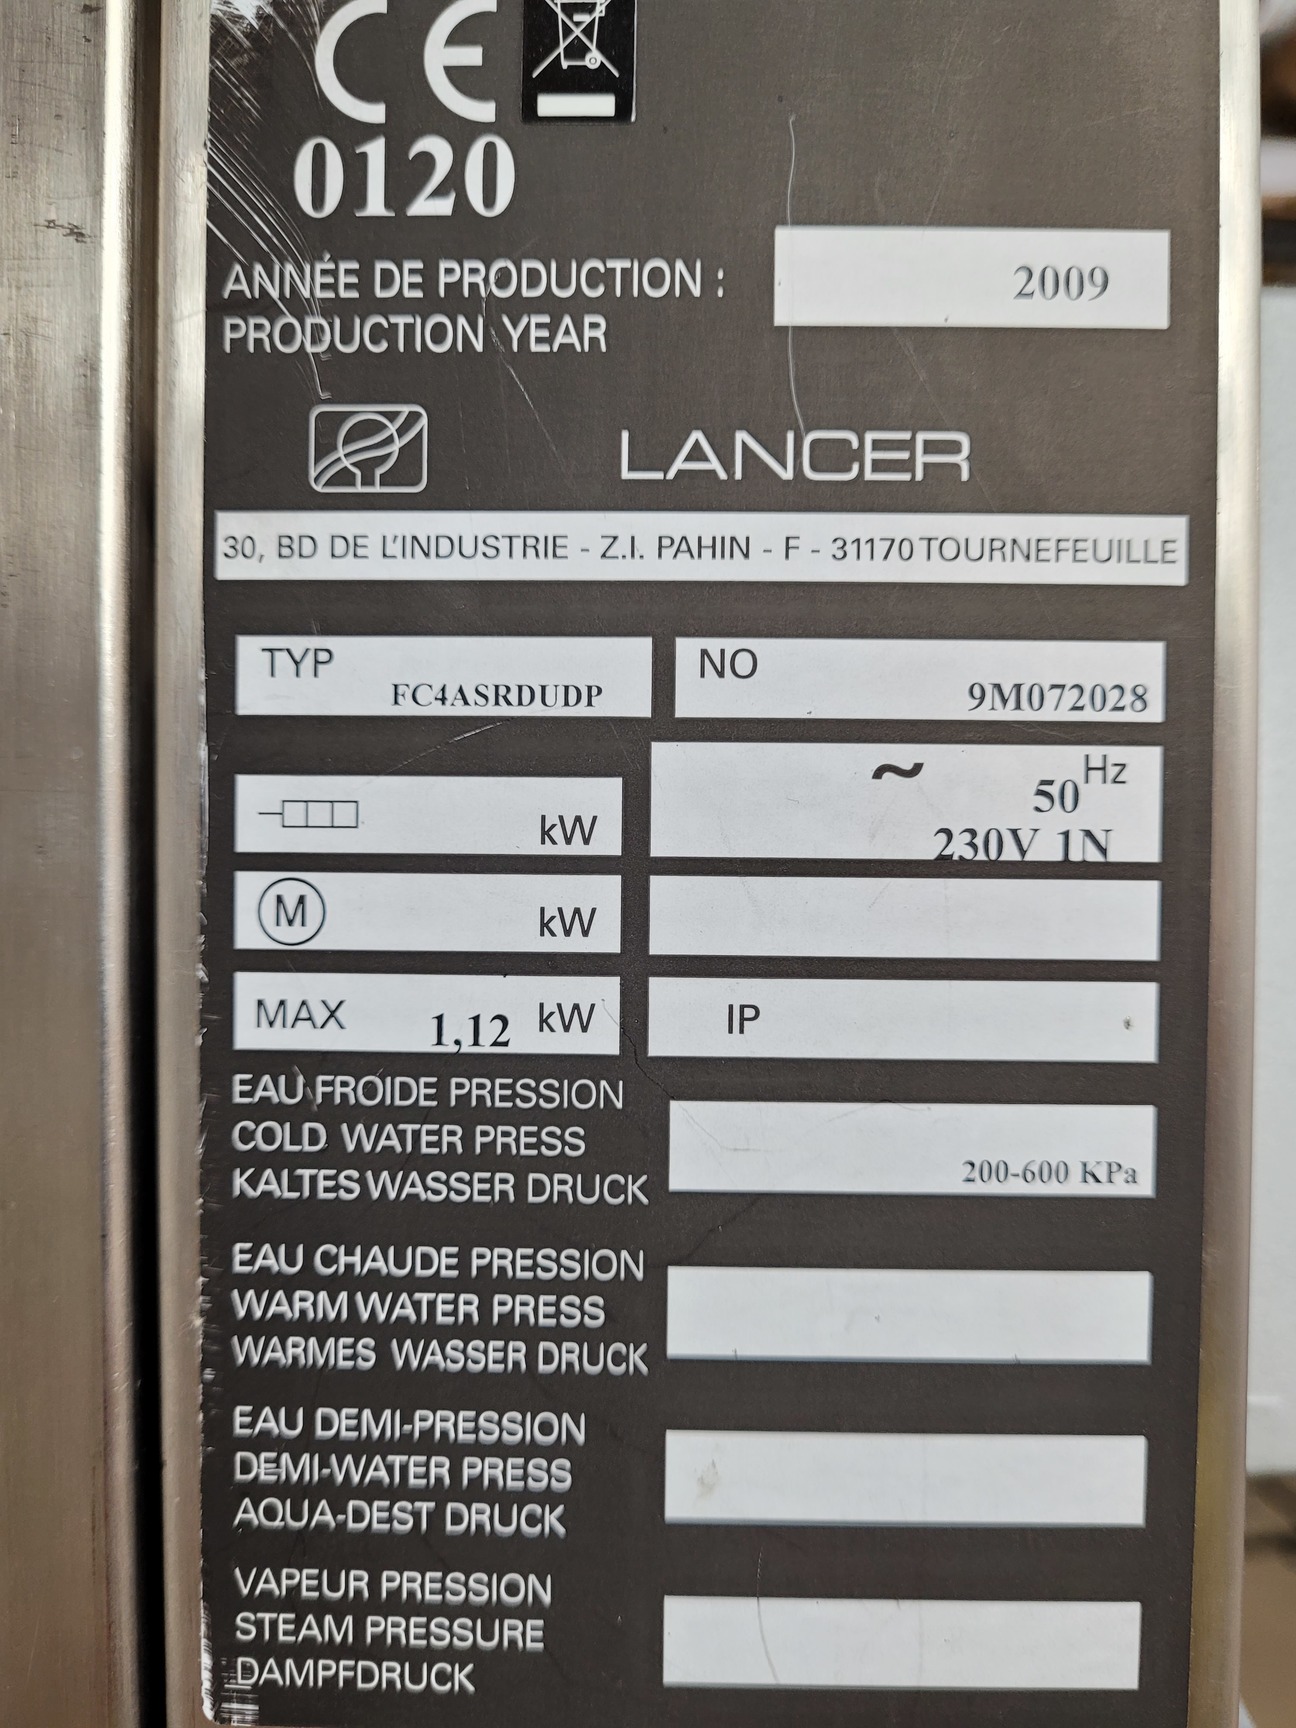 CE
0120
ANNÉE DE PRODUCTION :
PRODUCTION YEAR
2009
LANCER
30, BD DE L'INDUSTRIE - Z.I. PAHIN - F - 31170 TOURNEFEUILLE
TYP
FC4ASRDUDP
NO
9M072028
kW
~ 50 Hz
230V 1N
M kW
MAX 1,12 kW
IP
EAU FROIDE PRESSION
COLD WATER PRESS
KALTES WASSER DRUCK
200-600 KPa
EAU CHAUDE PRESSION
WARM WATER PRESS
WARMES WASSER DRUCK
EAU DEMI-PRESSION
DEMI-WATER PRESS
AQUA-DEST DRUCK
VAPEUR PRESSION
STEAM PRESSURE
DAMPFDRUCK